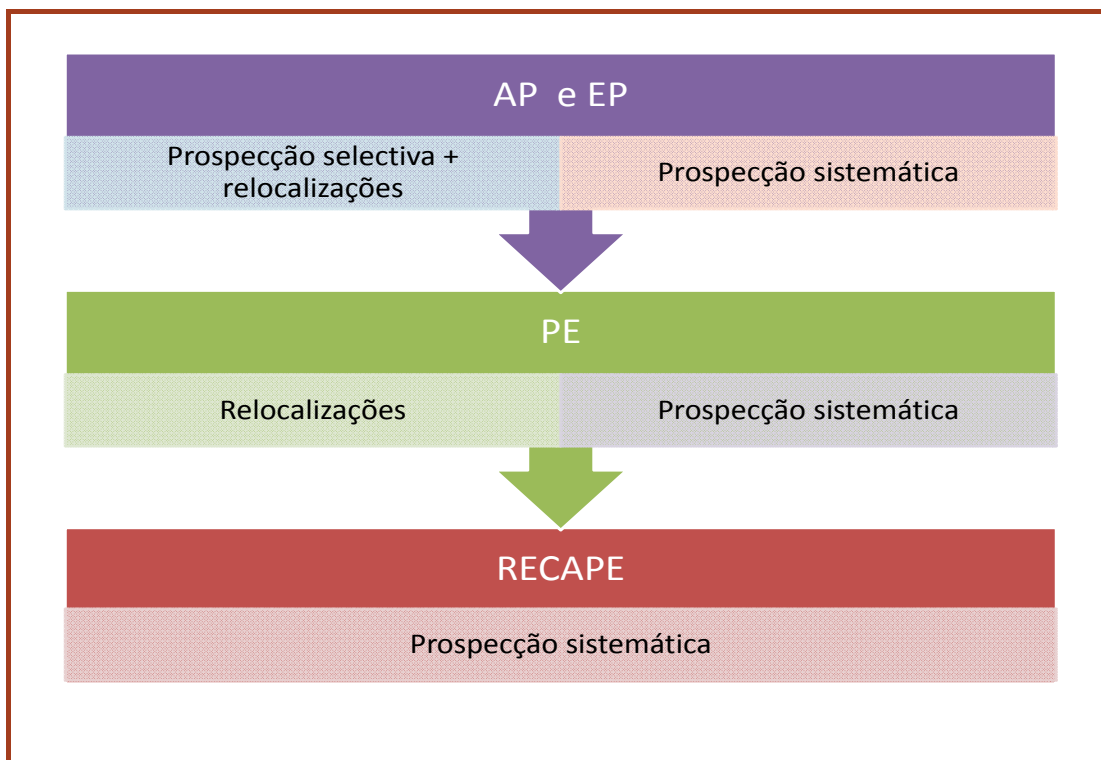 AP e EP
Prospecção selectiva +
relocalizações
Prospecção sistemática
PE
Relocalizações
Prospecção sistemática
RECAPE
Prospecção sistemática